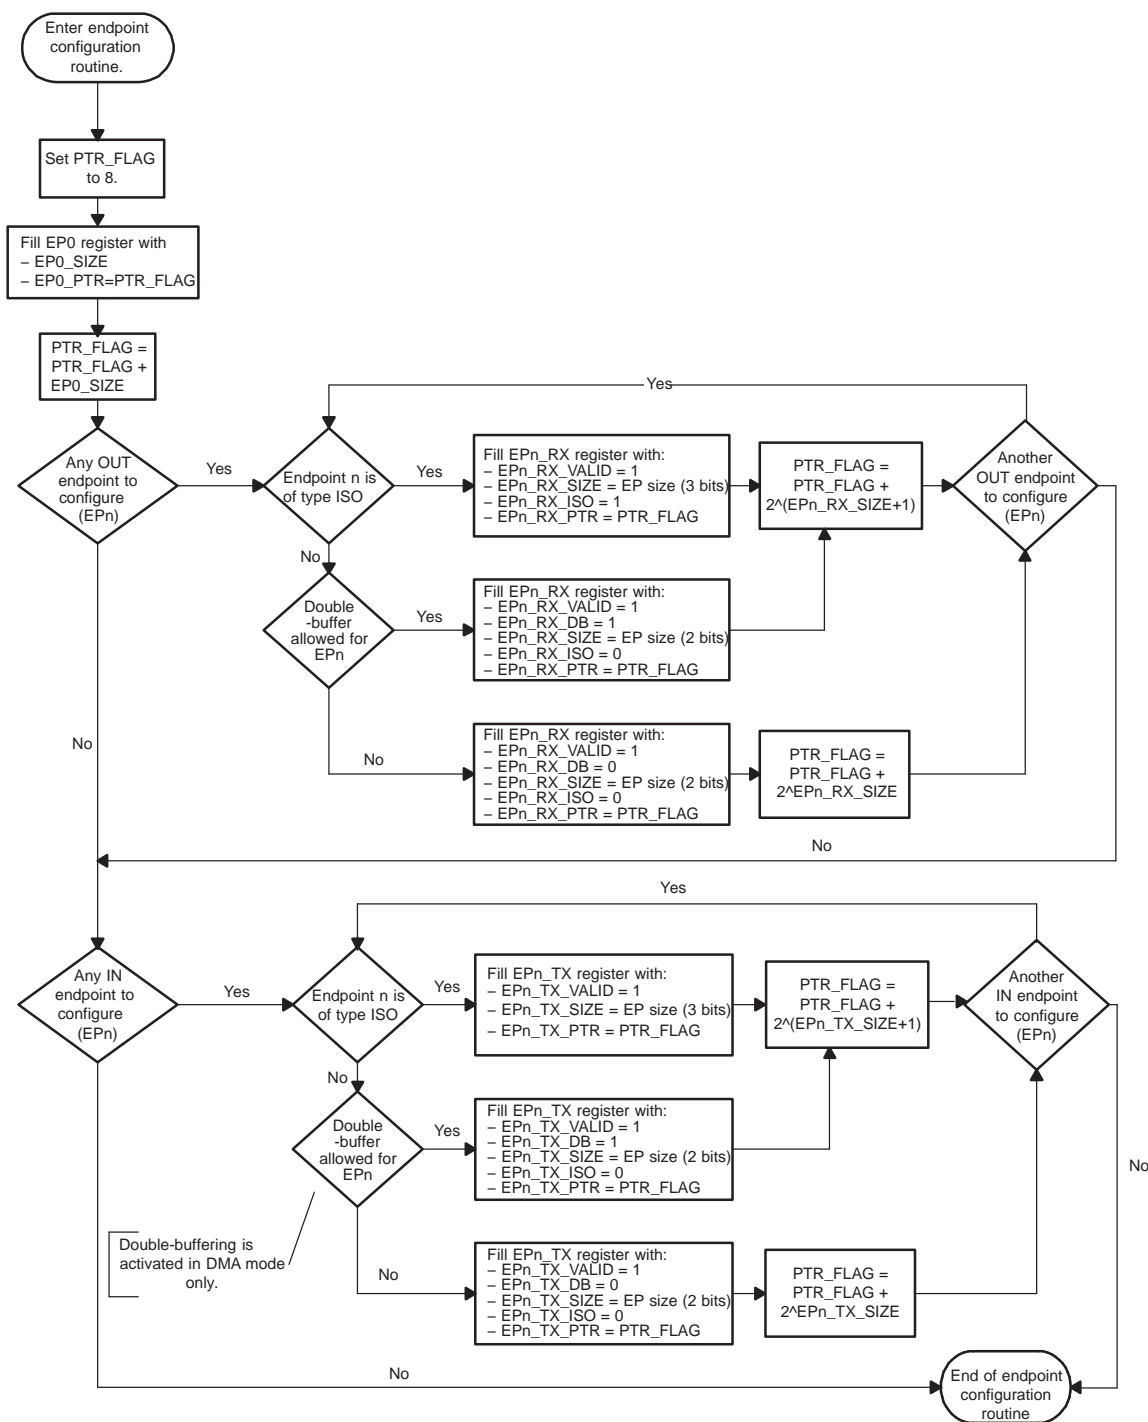 Enter endpoint
configuration
routine.
Set PTR_FLAG
to 8.
Fill EP0 register with
– EP0_SIZE
– EP0_PTR=PTR_FLAG
PTR_FLAG =
PTR_FLAG +
EP0_SIZE
Yes
Any OUT
endpoint to
configure
(EPn)
Yes
Endpoint n is
of type ISO
Yes
Fill EPn_RX register with:
– EPn_RX_VALID = 1
– EPn_RX_SIZE = EP size (3 bits)
– EPn_RX_ISO = 1
– EPn_RX_PTR = PTR_FLAG
PTR_FLAG =
PTR_FLAG +
2^(EPn_RX_SIZE+1)
Another
OUT endpoint
to configure
(EPn)
No
Double
-buffer
allowed for
EPn
Yes
Fill EPn_RX register with:
– EPn_RX_VALID = 1
– EPn_RX_DB = 1
– EPn_RX_SIZE = EP size (2 bits)
– EPn_RX_ISO = 0
– EPn_RX_PTR = PTR_FLAG
No
No
Fill EPn_RX register with:
– EPn_RX_VALID = 1
– EPn_RX_DB = 0
– EPn_RX_SIZE = EP size (2 bits)
– EPn_RX_ISO = 0
– EPn_RX_PTR = PTR_FLAG
PTR_FLAG =
PTR_FLAG +
2^EPn_RX_SIZE
No
Yes
Any IN
endpoint to
configure
(EPn)
Yes
Endpoint n is
of type ISO
Yes
Fill EPn_TX register with:
– EPn_TX_VALID = 1
– EPn_TX_SIZE = EP size (3 bits)
– EPn_TX_PTR = PTR_FLAG
PTR_FLAG =
PTR_FLAG +
2^(EPn_TX_SIZE+1)
Another
IN endpoint
to configure
(EPn)
No
Double
-buffer
allowed for
EPn
Yes
Fill EPn_TX register with:
– EPn_TX_VALID = 1
– EPn_TX_DB = 1
– EPn_TX_SIZE = EP size (2 bits)
– EPn_TX_ISO = 0
– EPn_TX_PTR = PTR_FLAG
No
Double-buffering is
activated in DMA mode
only.
No
Fill EPn_TX register with:
– EPn_TX_VALID = 1
– EPn_TX_DB = 0
– EPn_TX_SIZE = EP size (2 bits)
– EPn_TX_ISO = 0
– EPn_TX_PTR = PTR_FLAG
PTR_FLAG =
PTR_FLAG +
2^EPn_TX_SIZE
No
End of endpoint
configuration
routine